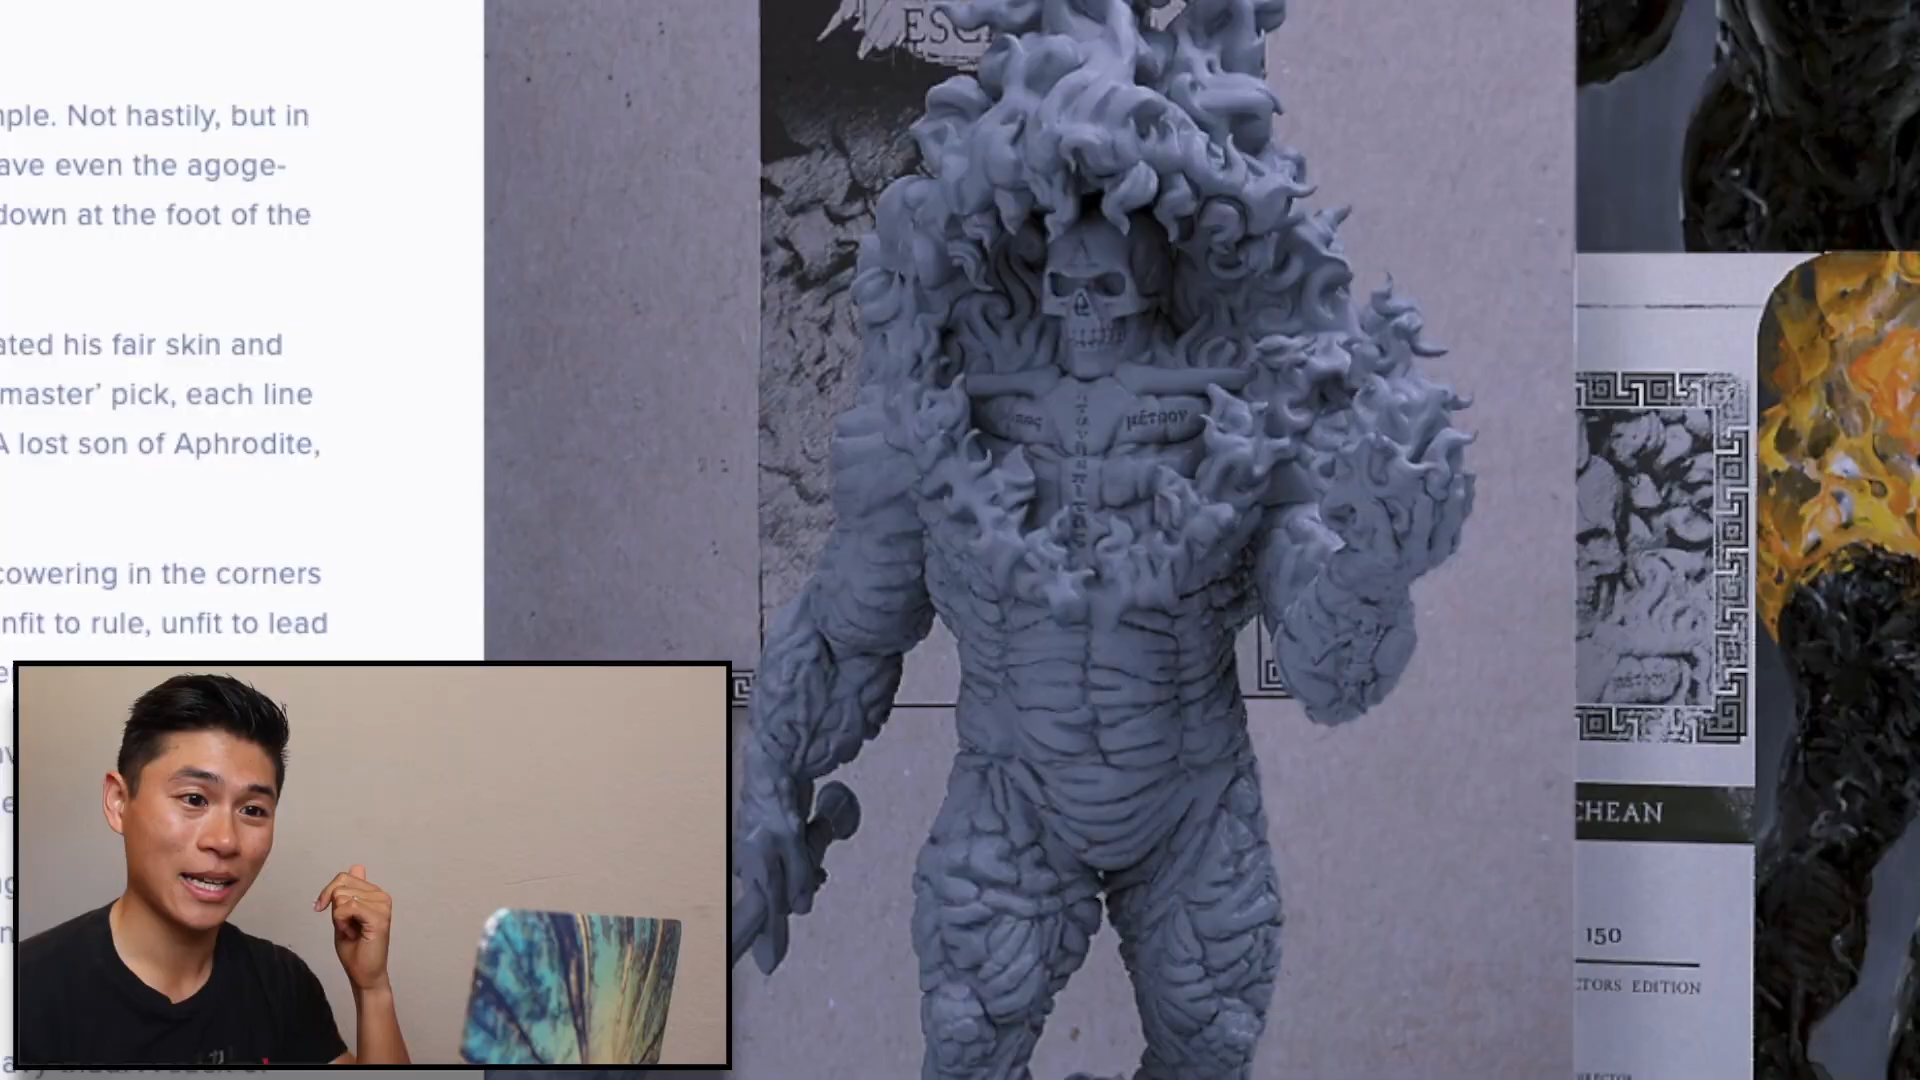 mple. Not hastily, but in
ave even the agoge-
down at the foot of the
ated his fair skin and
master’ pick, each line
A lost son of Aphrodite,
cowering in the corners
nfit to rule, unfit to lead
ESC
μέτρον
CHEAN
150
CTORS EDITION